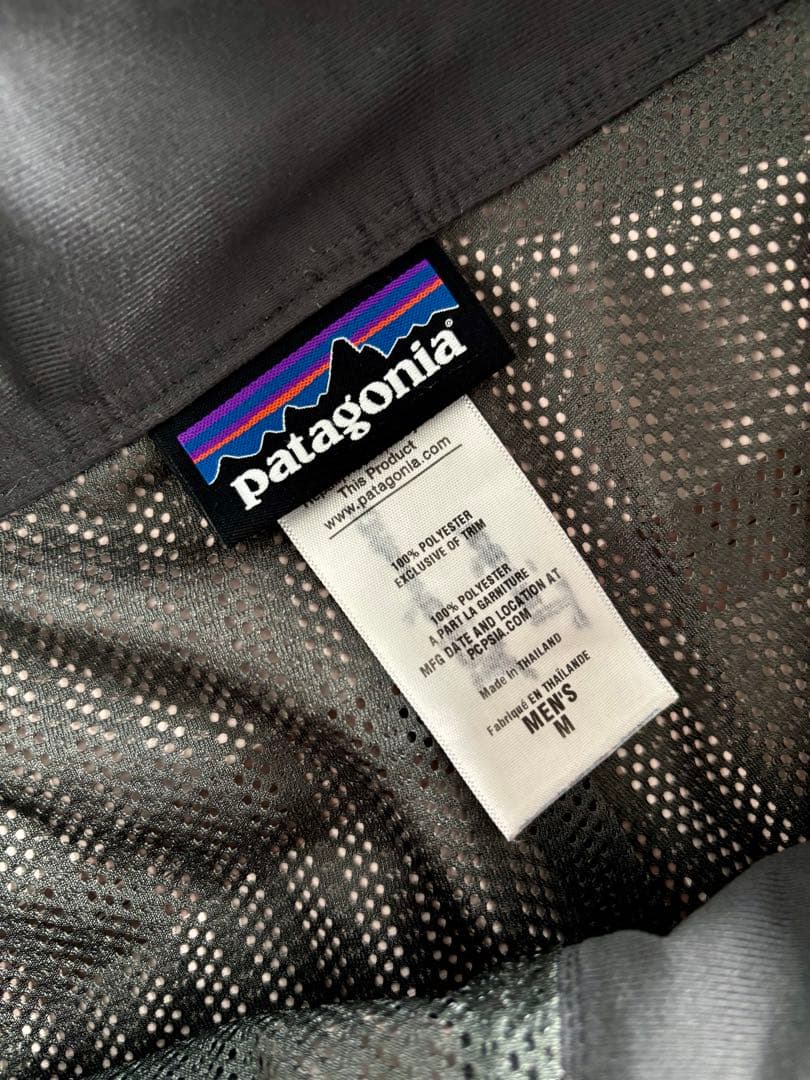 patagonia®
This Product
www.patagonia.com
100% POLYESTER
EXCLUSIVE OF TRIM
100% POLYESTER
A PART LA GARNITURE
MFG DATE AND LOCATION AT
PCPSIA.COM
Made in THAILAND
Fabriqué EN THAÏLANDE
MEN'S
M